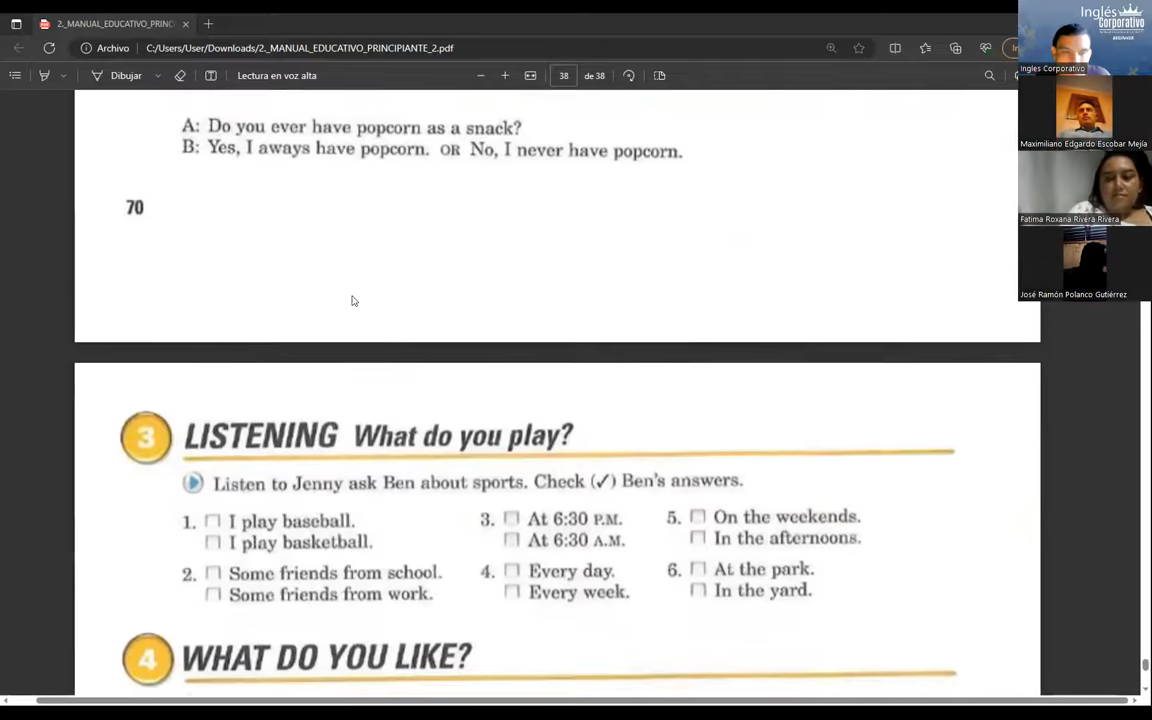 2._MANUAL_EDUCATIVO_PRINC
Archivo
C:/Users/User/Downloads/2._MANUAL_EDUCATIVO_PRINCIPIANTE_2.pdf
Dibujar
Lectura en voz alta
38
de 38
Inglés
Corporativo
BEGINNER
Ingles Corporativo
Maximiliano Edgardo Escobar Mejía
Fatima Roxana Rivera Rivera
José Ramón Polanco Gutiérrez
A: Do you ever have popcorn as a snack?
B: Yes, I aways have popcorn. OR No, I never have popcorn.
70
3 LISTENING What do you play?
Listen to Jenny ask Ben about sports. Check (✓) Ben's answers.
1. ☐ I play baseball.
☐ I play basketball.
2. ☐ Some friends from school.
☐ Some friends from work.
3. ☐ At 6:30 P.M.
☐ At 6:30 A.M.
4. ☐ Every day.
☐ Every week.
5. ☐ On the weekends.
☐ In the afternoons.
6. ☐ At the park.
☐ In the yard.
4 WHAT DO YOU LIKE?